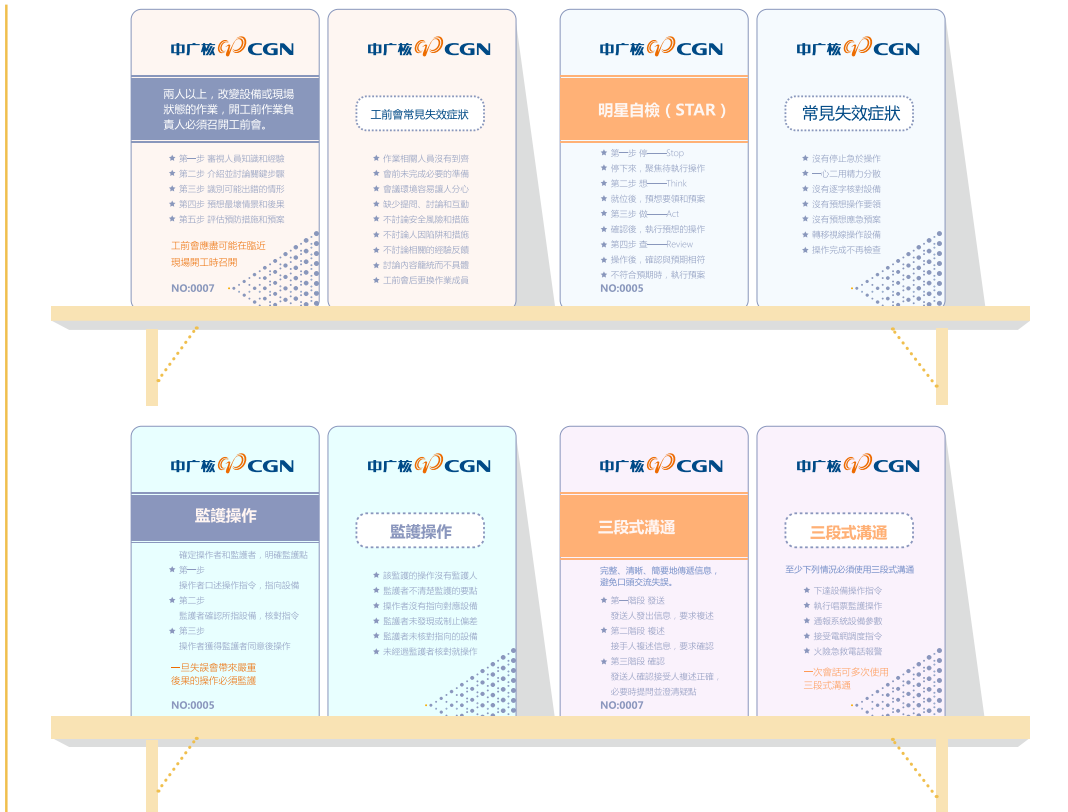 中广核 CGN
兩人以上，改變設備或現場
狀態的作業，開工前作業負
責人必須召開工前會。
★ 第一步 審視人員知識和經驗
★ 第二步 介紹並討論關鍵步驟
★ 第三步 識別可能出錯的情形
★ 第四步 預想最壞情景和後果
★ 第五步 評估預防措施和預案
工前會應盡可能在臨近
現場開工時召開
NO:0007
中广核 CGN
工前會常見失效症狀
★ 作業相關人員沒有到齊
★ 會前未完成必要的準備
★ 會議環境容易讓人分心
★ 缺少提問、討論和互動
★ 不討論安全風險和措施
★ 不討論人因陷阱和措施
★ 不討論相關的經驗反饋
★ 討論內容籠統而不具體
★ 工前會后更換作業成員
中广核 CGN
明星自檢（STAR）
★ 第一步 停——Stop
★ 停下來，聚焦待執行操作
★ 第二步 想——Think
★ 就位後，預想要領和預案
★ 第三步 做——Act
★ 確認後，執行預想的操作
★ 第四步 查——Review
★ 操作後，確認與預期相符
★ 不符合預期時，執行預案
NO:0005
中广核 CGN
常見失效症狀
★ 沒有停止急於操作
★ 一心二用精力分散
★ 沒有逐字核對設備
★ 沒有預想操作要領
★ 沒有預想應急預案
★ 轉移視線操作設備
★ 操作完成不再檢查
中广核 CGN
監護操作
確定操作者和監護者，明確監護點
★ 第一步
操作者口述操作指令，指向設備
★ 第二步
監護者確認所指設備，核對指令
★ 第三步
操作者獲得監護者同意後操作
一旦失誤會帶來嚴重
後果的操作必須監護
NO:0005
中广核 CGN
監護操作
★ 該監護的操作沒有監護人
★ 監護者不清楚監護的要點
★ 操作者沒有指向對應設備
★ 監護者未發現或制止偏差
★ 監護者未核對指向的設備
★ 未經過監護者核對就操作
中广核 CGN
三段式溝通
完整、清晰、簡要地傳遞信息，
避免口頭交流失誤。
★ 第一階段 發送
發送人發出信息，要求複述
★ 第二階段 複述
接手人複述信息，要求確認
★ 第三階段 確認
發送人確認接受人複述正確，
必要時提問並澄清疑點
NO:0007
中广核 CGN
三段式溝通
至少下列情況必須使用三段式溝通
★ 下達設備操作指令
★ 執行唱票監護操作
★ 通報系統設備參數
★ 接受電網調度指令
★ 火險急救電話報警
一次會話可多次使用
三段式溝通